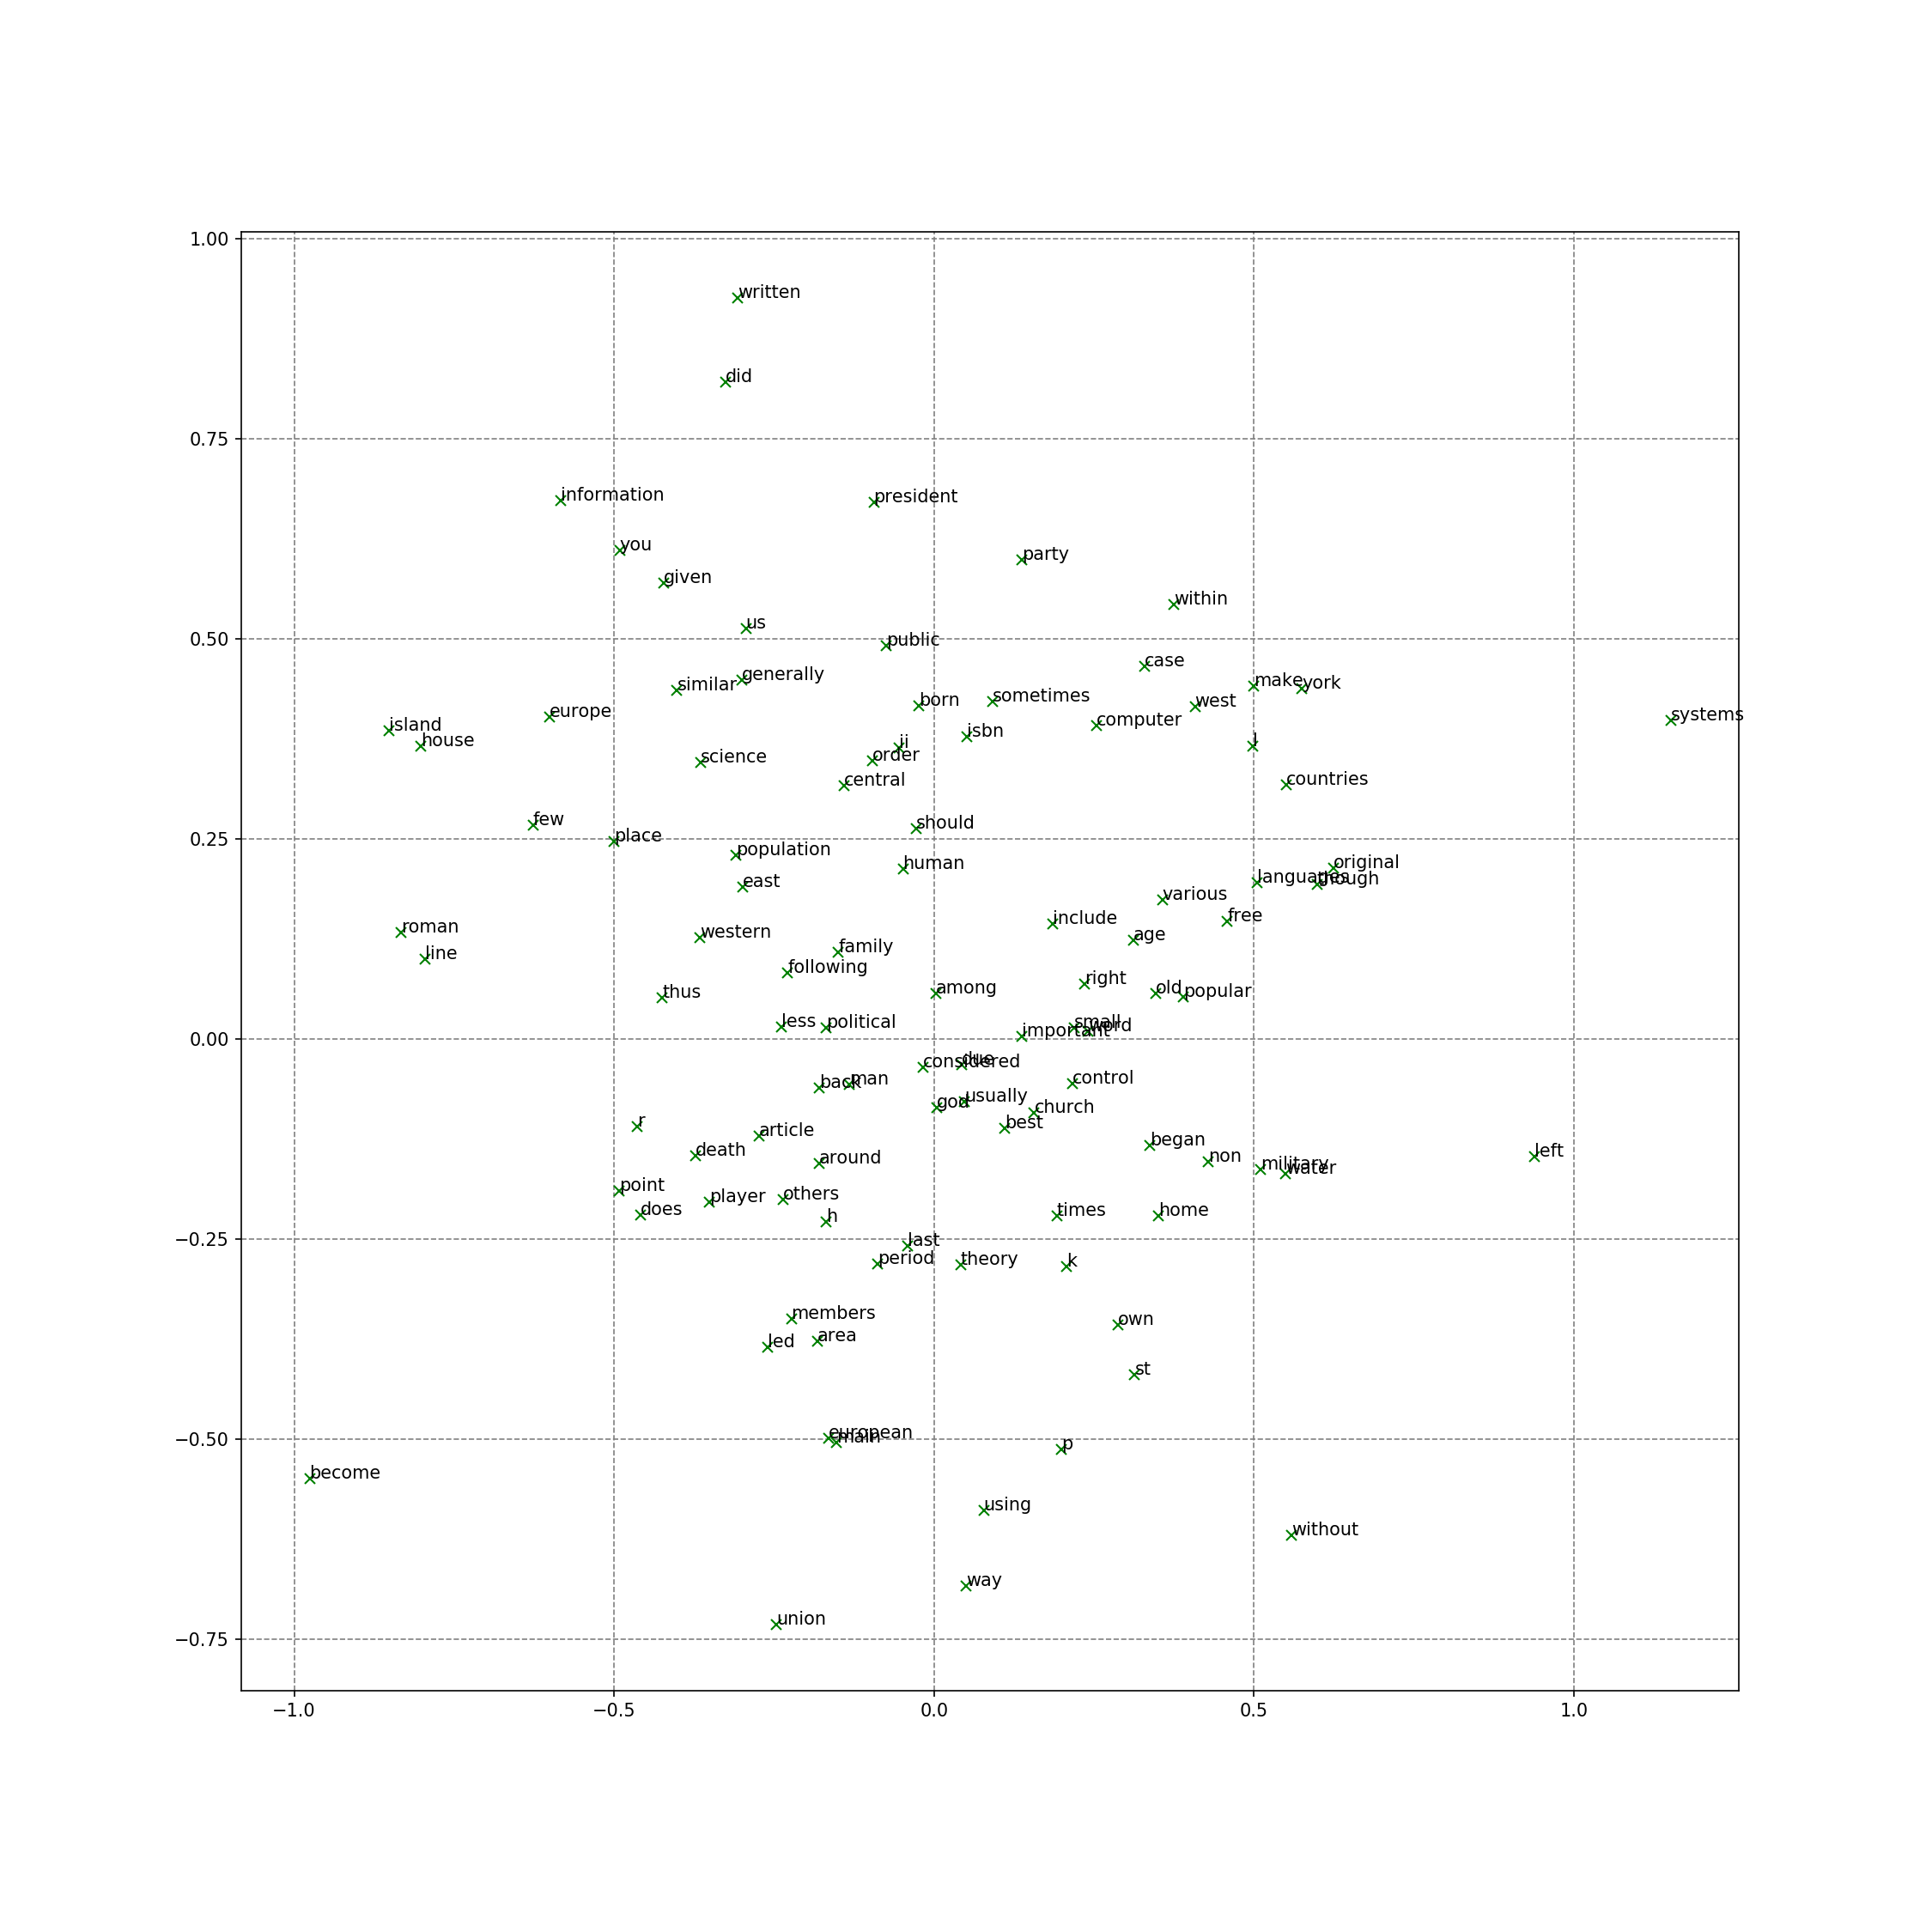 1.00
written
did
0.75
information
president
you
party
given
within
us
0.50
public
case
generally
make
york
similar
born
sometimes
west
europe
systems
island
computer
isbn
house
ii
l
order
science
central
countries
few
should
0.25
place
population
human
original
languages
though
east
various
free
include
roman
age
western
family
line
following
right
among
thus
old
popular
less
political
small
word
important
0.00
due
considered
back
man
control
usually
god
church
best
r
article
began
death
left
around
non
military
water
point
player
others
does
times
home
h
−0.25
last
period
theory
k
members
own
area
led
st
−0.50
european
main
p
become
using
without
way
union
−0.75
−1.0 −0.5 0.0 0.5 1.0